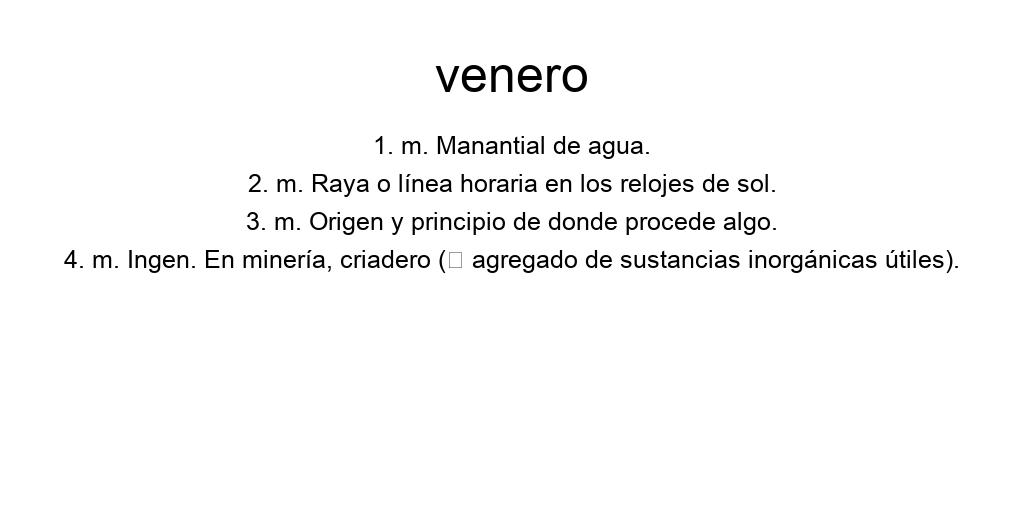 venero
1. m. Manantial de agua.
2. m. Raya o línea horaria en los relojes de sol.
3. m. Origen y principio de donde procede algo.
4. m. Ingen. En minería, criadero (□ agregado de sustancias inorgánicas útiles).